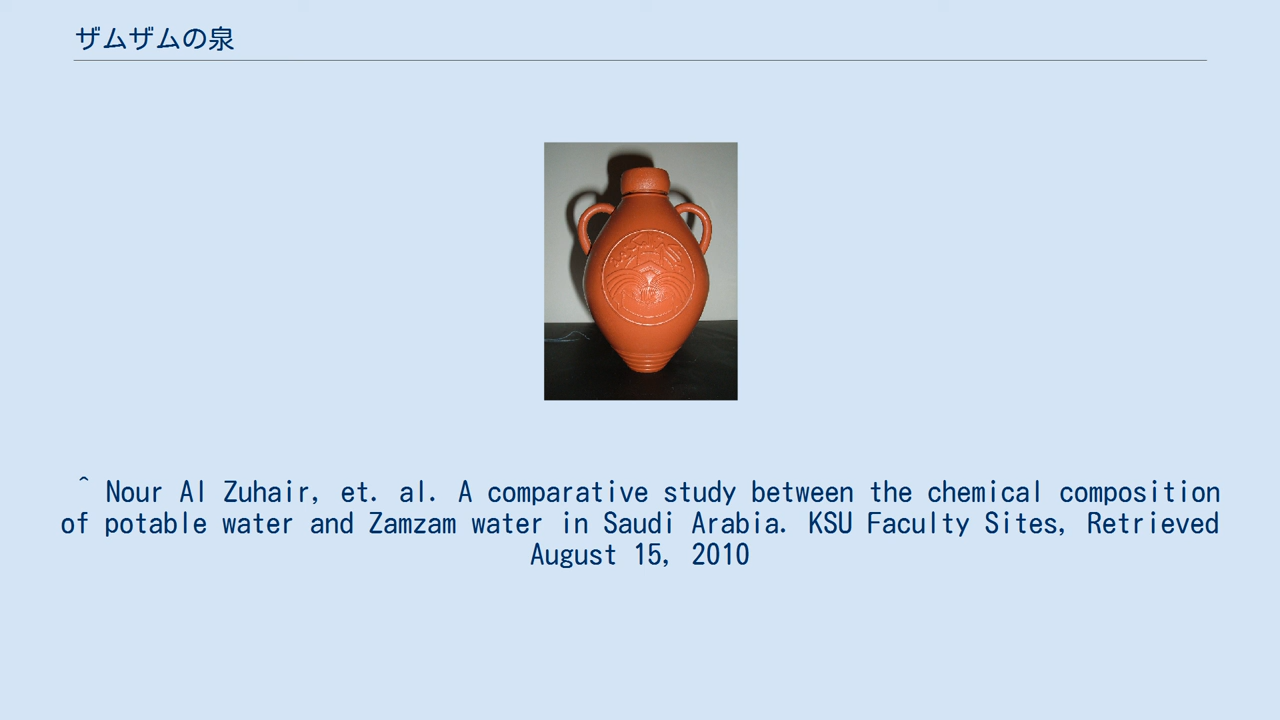 ザムザムの泉
^ Nour Al Zuhair, et. al. A comparative study between the chemical composition
of potable water and Zamzam water in Saudi Arabia. KSU Faculty Sites, Retrieved
August 15, 2010